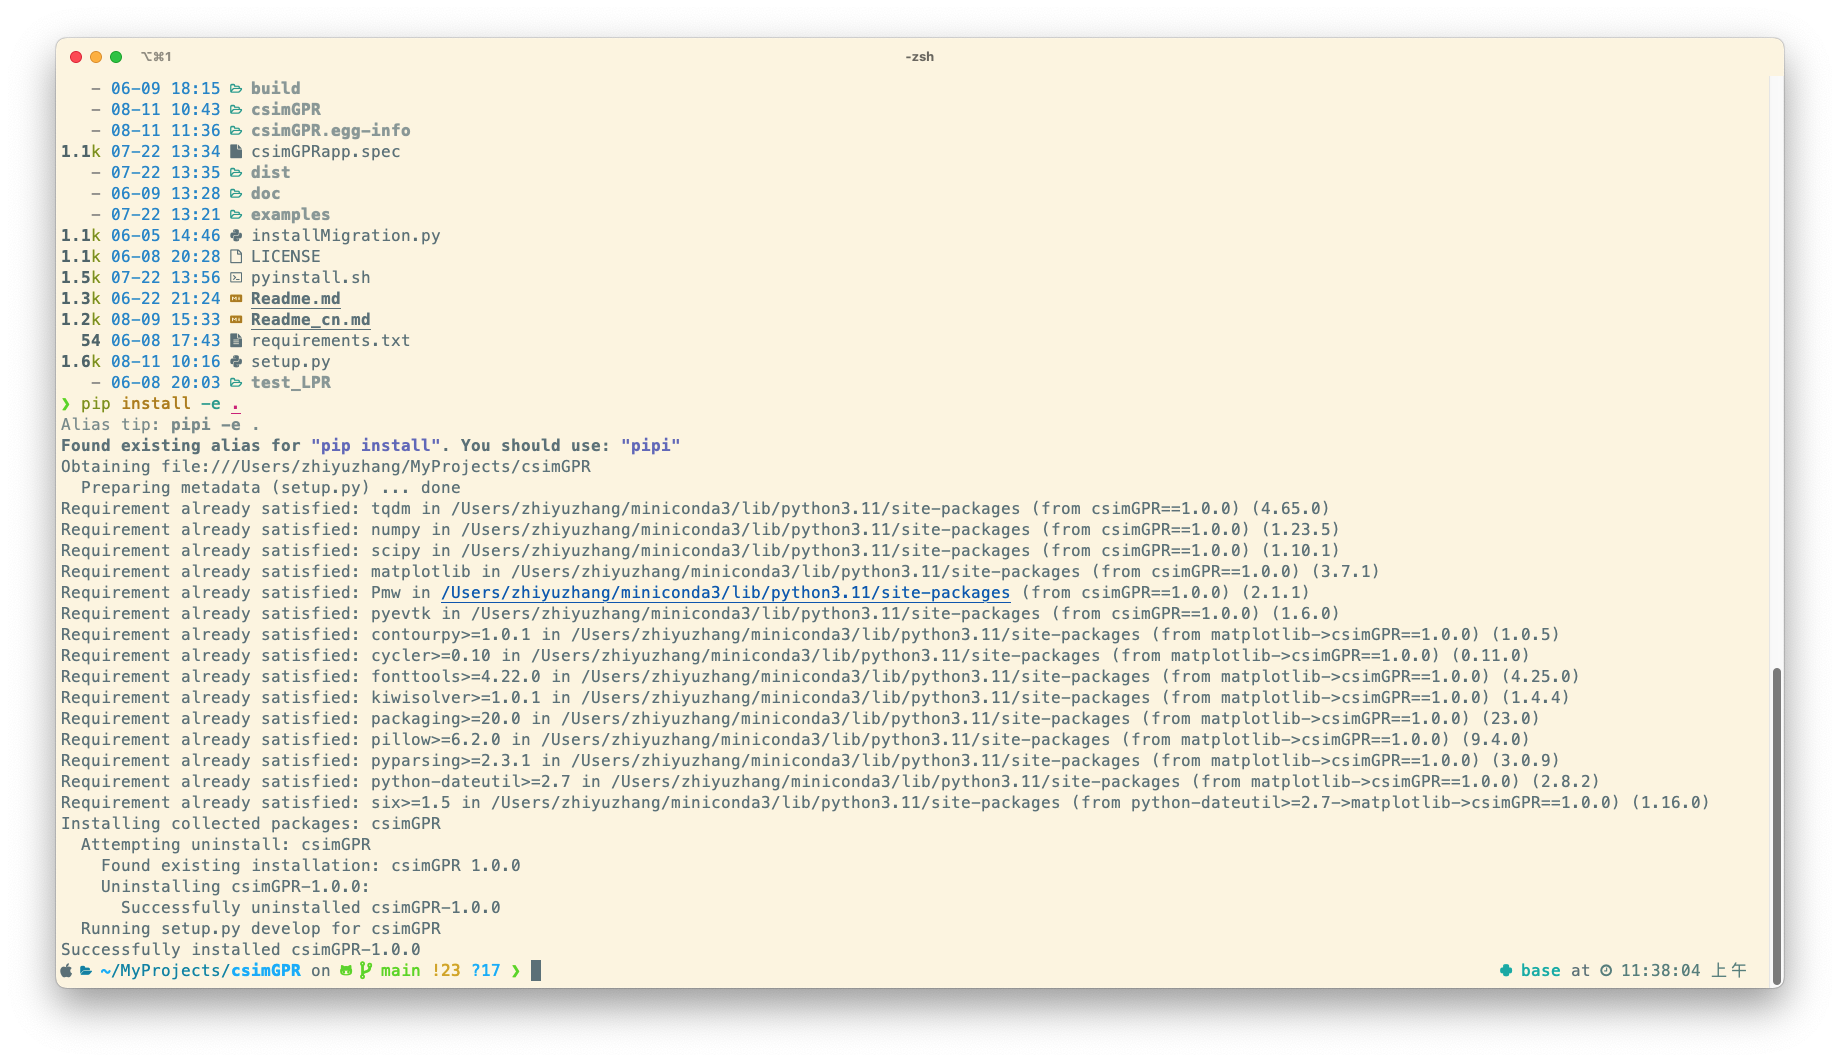 ⌥⌘1
-zsh
- 06-09 18:15 build
- 08-11 10:43 csimGPR
- 08-11 11:36 csimGPR.egg-info
1.1k 07-22 13:34 csimGPRapp.spec
- 07-22 13:35 dist
- 06-09 13:28 doc
- 07-22 13:21 examples
1.1k 06-05 14:46 installMigration.py
1.1k 06-08 20:28 LICENSE
1.5k 07-22 13:56 pyinstall.sh
1.3k 06-22 21:24 Readme.md
1.2k 08-09 15:33 Readme_cn.md
54 06-08 17:43 requirements.txt
1.6k 08-11 10:16 setup.py
- 06-08 20:03 test_LPR
❯ pip install -e .
Alias tip: pipi -e .
Found existing alias for "pip install". You should use: "pipi"
Obtaining file:///Users/zhiyuzhang/MyProjects/csimGPR
Preparing metadata (setup.py) ... done
Requirement already satisfied: tqdm in /Users/zhiyuzhang/miniconda3/lib/python3.11/site-packages (from csimGPR==1.0.0) (4.65.0)
Requirement already satisfied: numpy in /Users/zhiyuzhang/miniconda3/lib/python3.11/site-packages (from csimGPR==1.0.0) (1.23.5)
Requirement already satisfied: scipy in /Users/zhiyuzhang/miniconda3/lib/python3.11/site-packages (from csimGPR==1.0.0) (1.10.1)
Requirement already satisfied: matplotlib in /Users/zhiyuzhang/miniconda3/lib/python3.11/site-packages (from csimGPR==1.0.0) (3.7.1)
Requirement already satisfied: Pmw in /Users/zhiyuzhang/miniconda3/lib/python3.11/site-packages (from csimGPR==1.0.0) (2.1.1)
Requirement already satisfied: pyevtk in /Users/zhiyuzhang/miniconda3/lib/python3.11/site-packages (from csimGPR==1.0.0) (1.6.0)
Requirement already satisfied: contourpy>=1.0.1 in /Users/zhiyuzhang/miniconda3/lib/python3.11/site-packages (from matplotlib->csimGPR==1.0.0) (1.0.5)
Requirement already satisfied: cycler>=0.10 in /Users/zhiyuzhang/miniconda3/lib/python3.11/site-packages (from matplotlib->csimGPR==1.0.0) (0.11.0)
Requirement already satisfied: fonttools>=4.22.0 in /Users/zhiyuzhang/miniconda3/lib/python3.11/site-packages (from matplotlib->csimGPR==1.0.0) (4.25.0)
Requirement already satisfied: kiwisolver>=1.0.1 in /Users/zhiyuzhang/miniconda3/lib/python3.11/site-packages (from matplotlib->csimGPR==1.0.0) (1.4.4)
Requirement already satisfied: packaging>=20.0 in /Users/zhiyuzhang/miniconda3/lib/python3.11/site-packages (from matplotlib->csimGPR==1.0.0) (23.0)
Requirement already satisfied: pillow>=6.2.0 in /Users/zhiyuzhang/miniconda3/lib/python3.11/site-packages (from matplotlib->csimGPR==1.0.0) (9.4.0)
Requirement already satisfied: pyparsing>=2.3.1 in /Users/zhiyuzhang/miniconda3/lib/python3.11/site-packages (from matplotlib->csimGPR==1.0.0) (3.0.9)
Requirement already satisfied: python-dateutil>=2.7 in /Users/zhiyuzhang/miniconda3/lib/python3.11/site-packages (from matplotlib->csimGPR==1.0.0) (2.8.2)
Requirement already satisfied: six>=1.5 in /Users/zhiyuzhang/miniconda3/lib/python3.11/site-packages (from python-dateutil>=2.7->matplotlib->csimGPR==1.0.0) (1.16.0)
Installing collected packages: csimGPR
Attempting uninstall: csimGPR
Found existing installation: csimGPR 1.0.0
Uninstalling csimGPR-1.0.0:
Successfully uninstalled csimGPR-1.0.0
Running setup.py develop for csimGPR
Successfully installed csimGPR-1.0.0
~/MyProjects/csimGPR on main !23 ?17 ❯ base at 11:38:04 上午